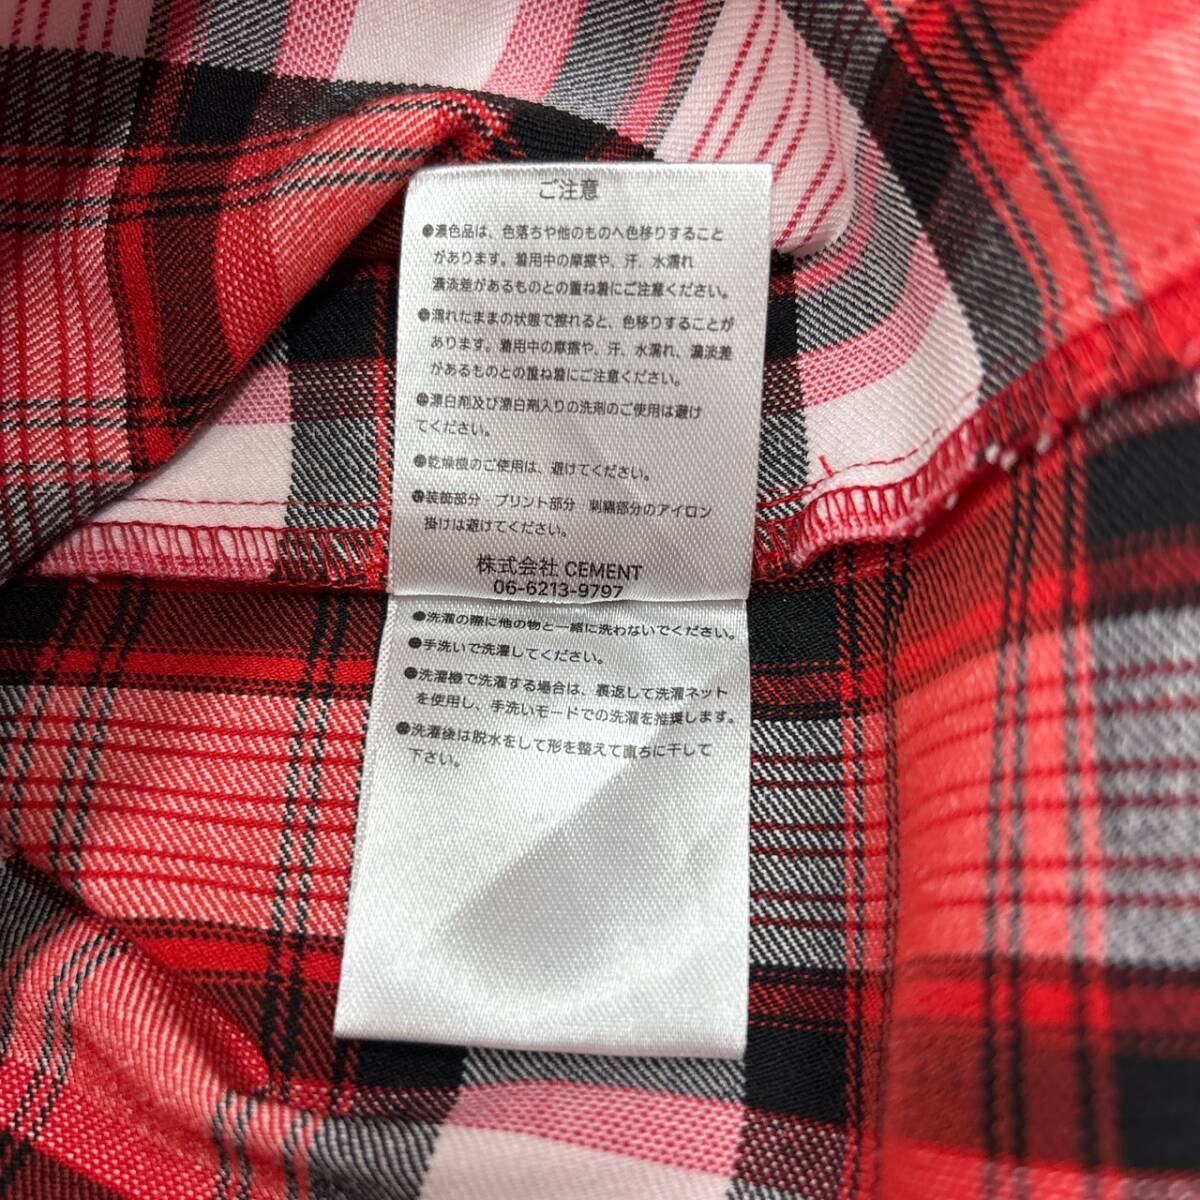 ご注意
●濃色品は、色落ちや他のものへ色移りすること
があります。着用中の摩擦や、汗、水濡れ
濃淡差があるものとの重ね着にご注意ください。
●濡れたままの状態で擦れると、色移りすることが
あります。着用中の摩擦や、汗、水濡れ、濃淡差
があるものとの重ね着にご注意ください。
●漂白剤及び漂白剤入りの洗剤のご使用は避け
てください。
●乾燥機のご使用は、避けてください。
●装飾部分 プリント部分 刺繍部分のアイロン
掛けは避けてください。
株式会社 CEMENT
06-6213-9797
●洗濯の際に他の物と一緒に洗わないでください。
●手洗いで洗濯してください。
●洗濯機で洗濯する場合は、裏返して洗濯ネット
を使用し、手洗いモードでの洗濯を推奨します。
●洗濯後は脱水をして形を整えて直ちに干して
下さい。